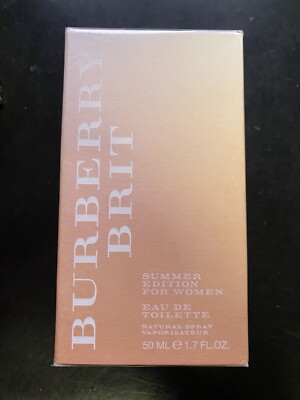 BURBERRY
BRIT
SUMMER
EDITION
FOR WOMEN
EAU DE
TOILETTE
NATURAL SPRAY
VAPORISATEUR
50 ML ℮ 1.7 FL.OZ.